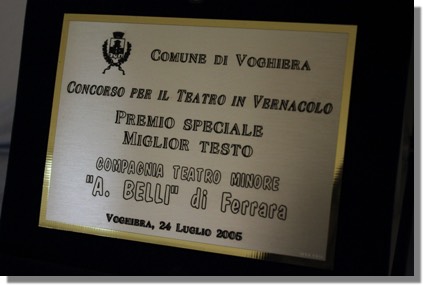 COMUNE DI VOGHIERA
CONCORSO PER IL TEATRO IN VERNACOLO
PREMIO SPECIALE
MIGLIOR TESTO
COMPAGNIA TEATRO MINORE
"A. BELLI" di Ferrara
VOGHIERA, 24 LUGLIO 2005